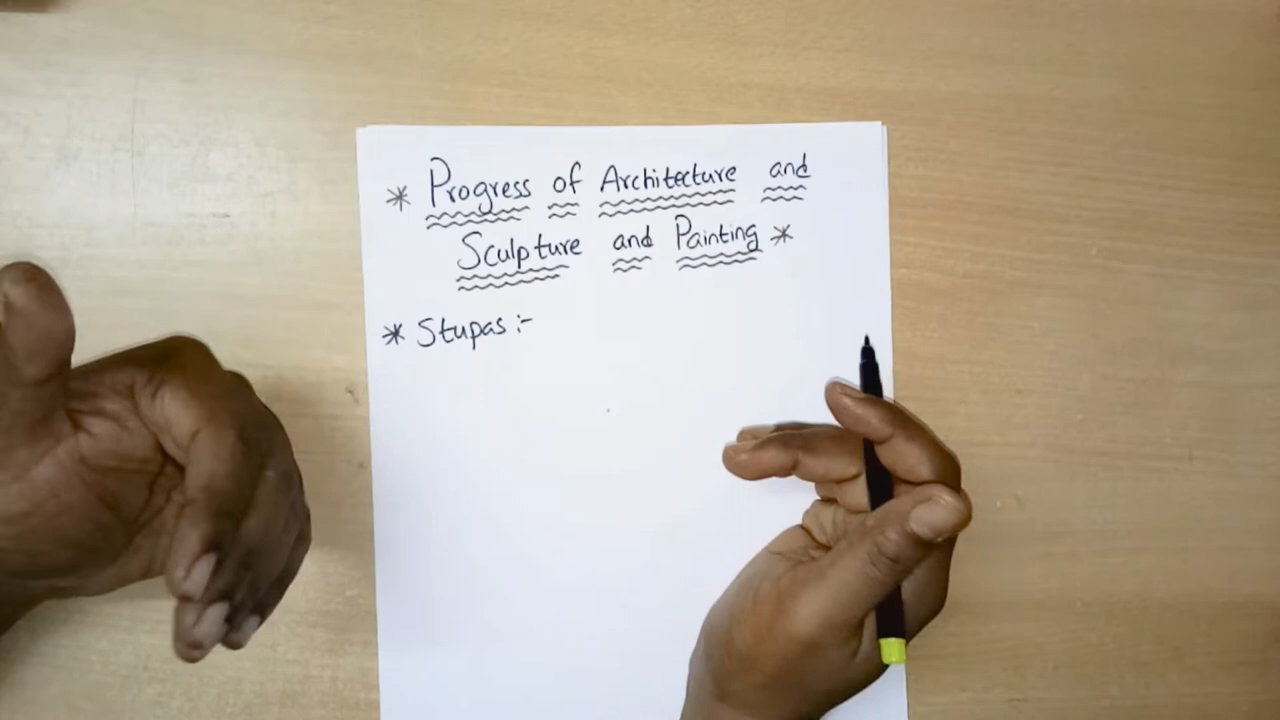 * Progress of Architecture and
Sculpture and Painting *
* Stupas :-